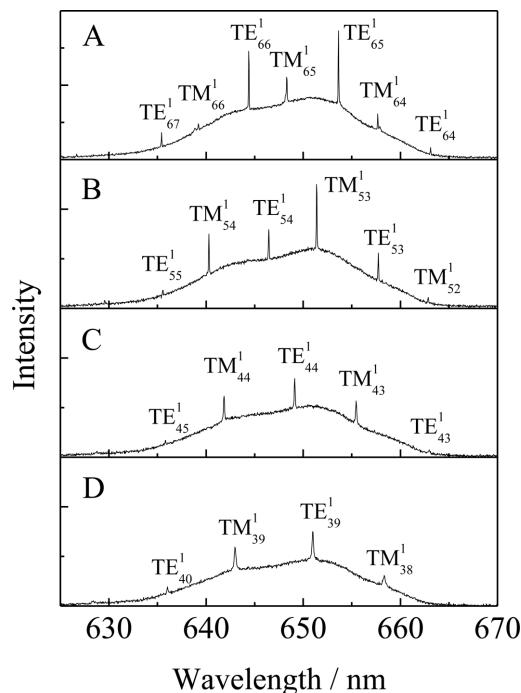 A
TE¹₆₇
TM¹₆₆
TE¹₆₆
TM¹₆₅
TE¹₆₅
TM¹₆₄
TE¹₆₄
B
TE¹₅₅
TM¹₅₄
TE¹₅₄
TM¹₅₃
TE¹₅₃
TM¹₅₂
C
TE¹₄₅
TM¹₄₄
TE¹₄₄
TM¹₄₃
TE¹₄₃
D
TE¹₄₀
TM¹₃₉
TE¹₃₉
TM¹₃₈
Intensity
630 640 650 660 670
Wavelength / nm